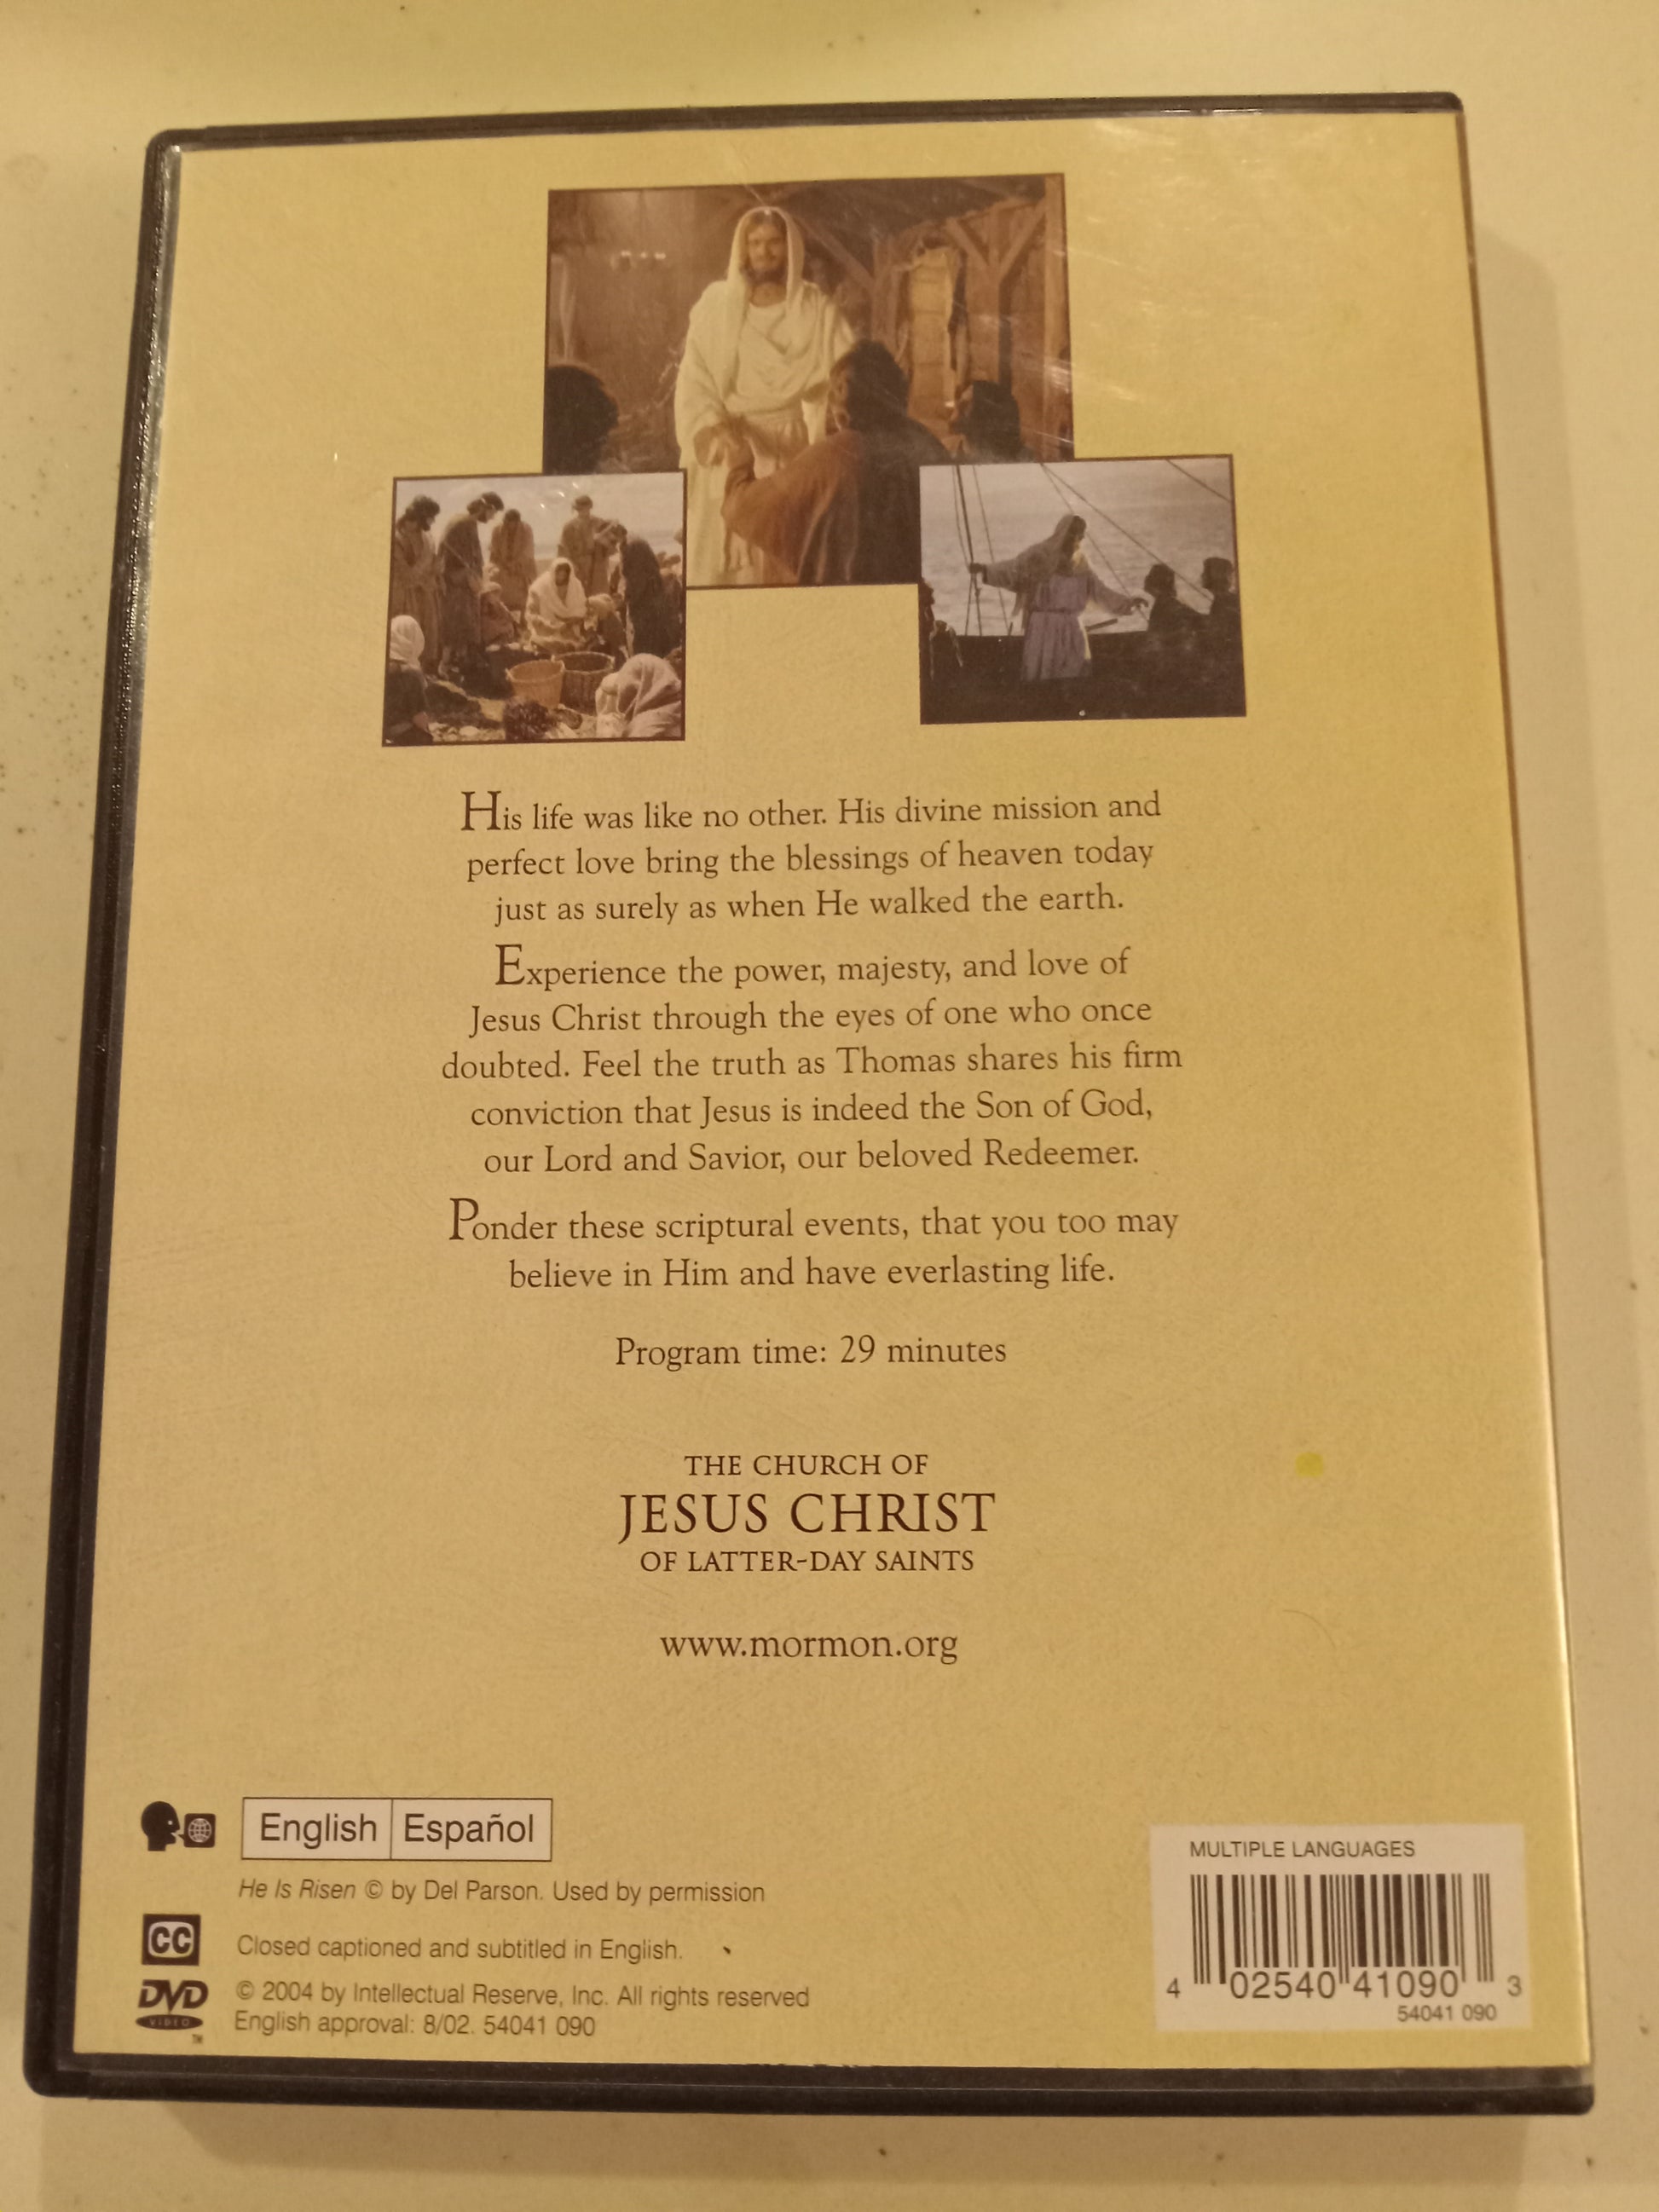 His life was like no other. His divine mission and
perfect love bring the blessings of heaven today
just as surely as when He walked the earth.
Experience the power, majesty, and love of
Jesus Christ through the eyes of one who once
doubted. Feel the truth as Thomas shares his firm
conviction that Jesus is indeed the Son of God,
our Lord and Savior, our beloved Redeemer.
Ponder these scriptural events, that you too may
believe in Him and have everlasting life.
Program time: 29 minutes
THE CHURCH OF
JESUS CHRIST
OF LATTER-DAY SAINTS
www.mormon.org
English Español
He Is Risen © by Del Parson. Used by permission
CC
Closed captioned and subtitled in English.
DVD
VIDEO
TM
© 2004 by Intellectual Reserve, Inc. All rights reserved
English approval: 8/02. 54041 090
MULTIPLE LANGUAGES
4 02540 41090 3
54041 090